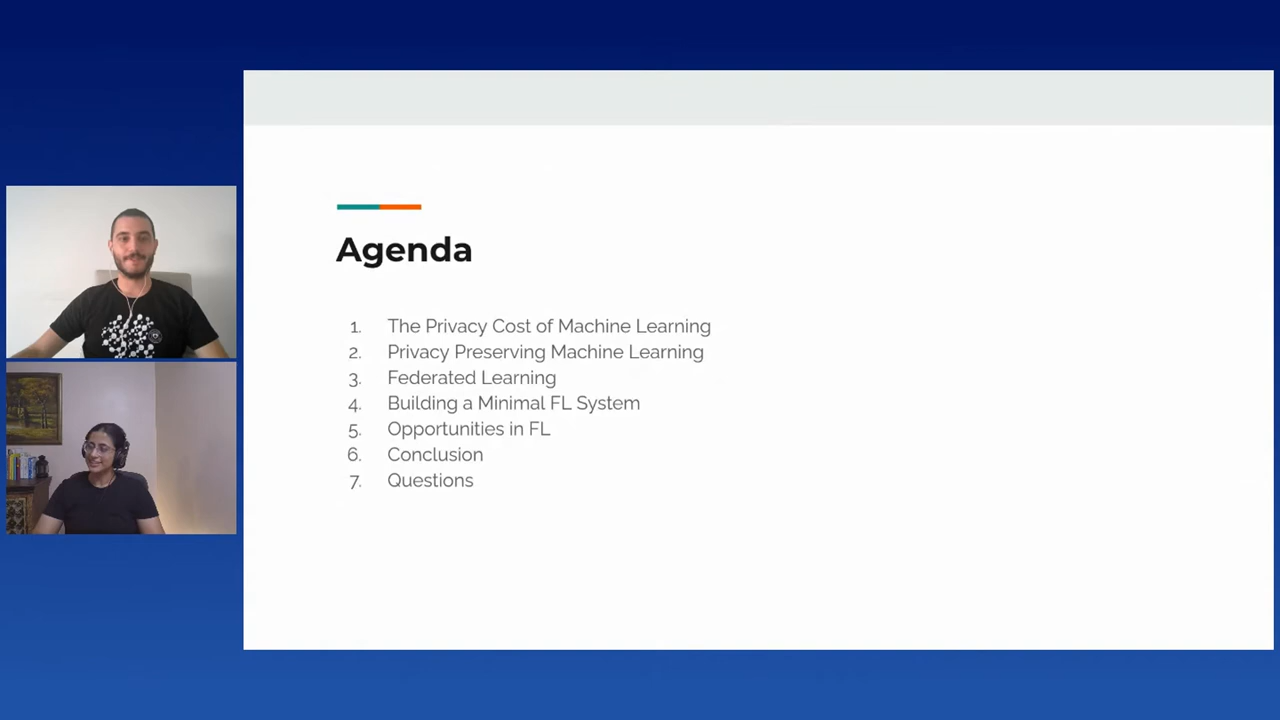 Agenda
1. The Privacy Cost of Machine Learning
2. Privacy Preserving Machine Learning
3. Federated Learning
4. Building a Minimal FL System
5. Opportunities in FL
6. Conclusion
7. Questions